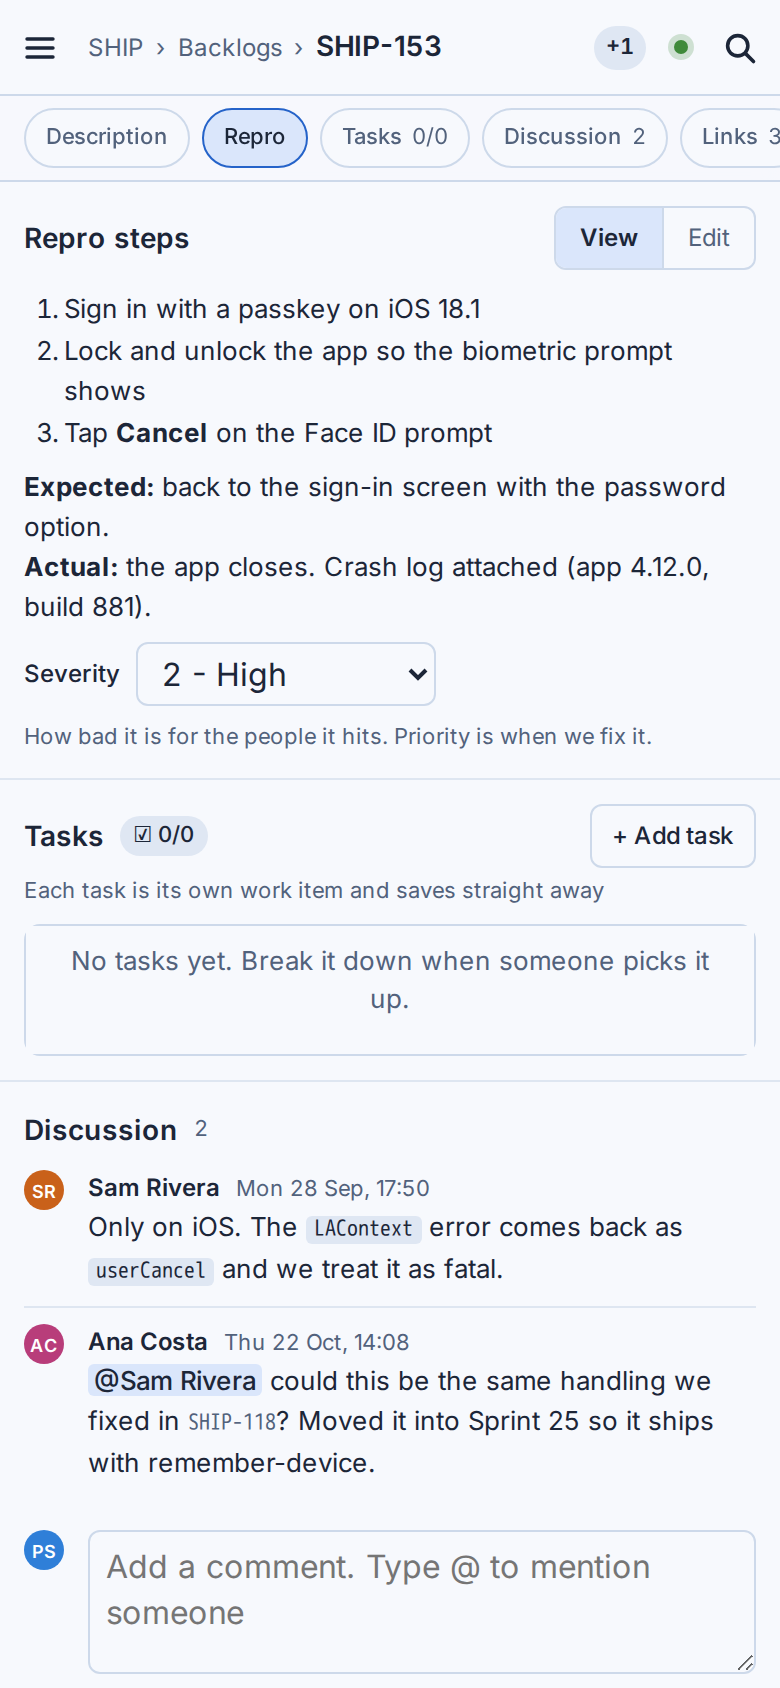 SHIP › Backlogs › SHIP-153 +1
Description Repro Tasks 0/0 Discussion 2 Links 3
Repro steps View Edit
1. Sign in with a passkey on iOS 18.1
2. Lock and unlock the app so the biometric prompt
shows
3. Tap Cancel on the Face ID prompt
Expected: back to the sign-in screen with the password
option.
Actual: the app closes. Crash log attached (app 4.12.0,
build 881).
Severity 2 - High
How bad it is for the people it hits. Priority is when we fix it.
Tasks ☑ 0/0 + Add task
Each task is its own work item and saves straight away
No tasks yet. Break it down when someone picks it
up.
Discussion 2
SR Sam Rivera Mon 28 Sep, 17:50
Only on iOS. The LAContext error comes back as
userCancel and we treat it as fatal.
AC Ana Costa Thu 22 Oct, 14:08
@Sam Rivera could this be the same handling we
fixed in SHIP-118? Moved it into Sprint 25 so it ships
with remember-device.
PS Add a comment. Type @ to mention
someone